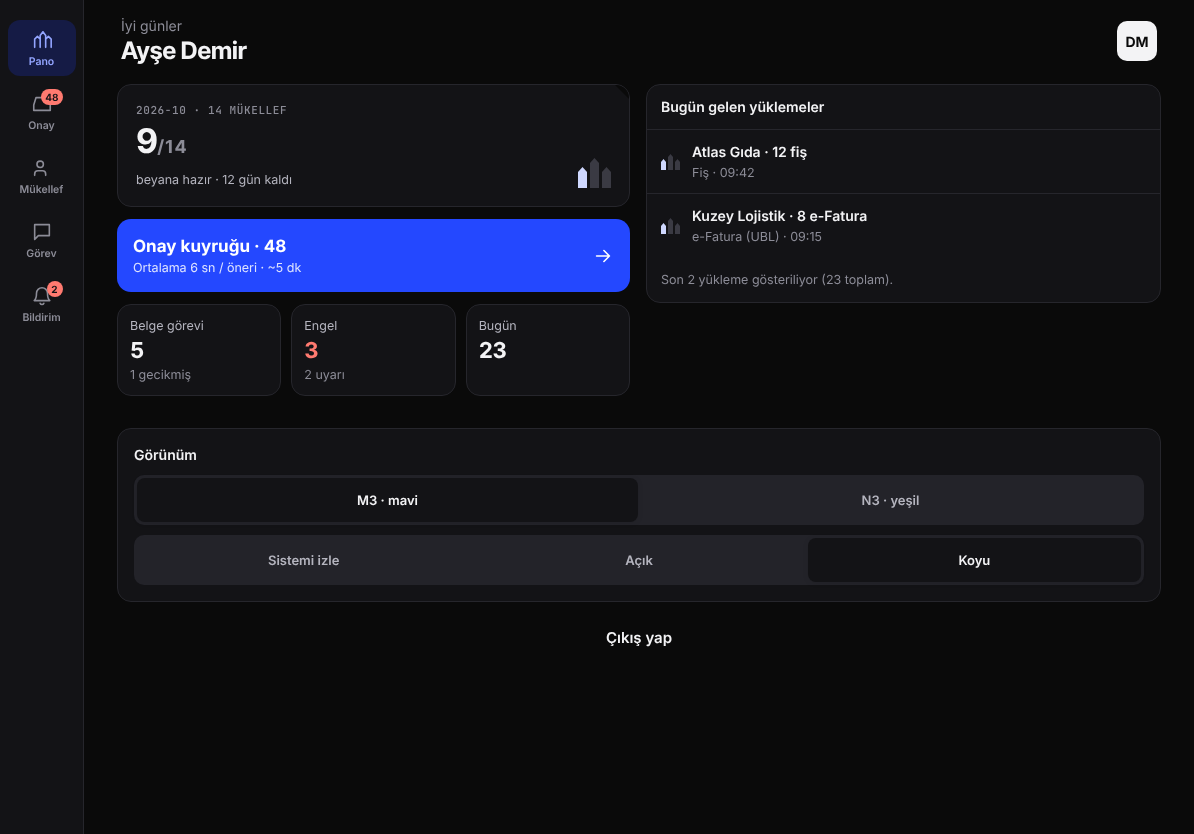 Pano
48
Onay
Mükellef
Görev
2
Bildirim
İyi günler
Ayşe Demir
DM
2026-10 · 14 MÜKELLEF
9/14
beyana hazır · 12 gün kaldı
Onay kuyruğu · 48
Ortalama 6 sn / öneri · ~5 dk
Belge görevi
5
1 gecikmiş
Engel
3
2 uyarı
Bugün
23
Bugün gelen yüklemeler
Atlas Gıda · 12 fiş
Fiş · 09:42
Kuzey Lojistik · 8 e-Fatura
e-Fatura (UBL) · 09:15
Son 2 yükleme gösteriliyor (23 toplam).
Görünüm
M3 · mavi
N3 · yeşil
Sistemi izle
Açık
Koyu
Çıkış yap